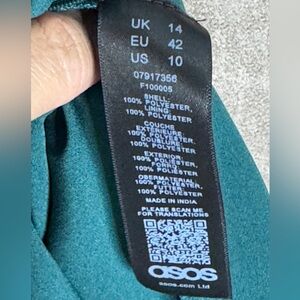 UK 14
EU 42
US 10
07917356
F100005
SHELL:
100% POLYESTER,
LINING:
100% POLYESTER.
COUCHE
EXTERIEURE:
100% POLYESTER,
DOUBLURE:
100% POLYESTER.
EXTERIOR:
100% POLIÉSTER,
FORRO:
100% POLIÉSTER
OBERMATERIAL:
100% POLYESTER,
FUTTER:
100% POLYESTER
MADE IN INDIA
PLEASE SCAN ME
FOR TRANSLATIONS
asos
asos.com Ltd